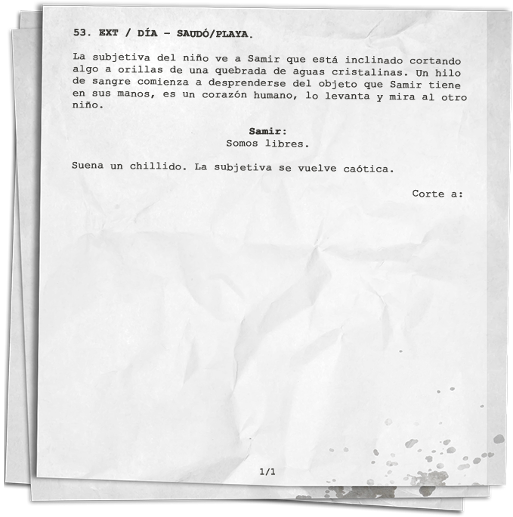 53. EXT / DÍA – SAUDÓ/PLAYA.
La subjetiva del niño ve a Samir que está inclinado cortando
algo a orillas de una quebrada de aguas cristalinas. Un hilo
de sangre comienza a desprenderse del objeto que Samir tiene
en sus manos, es un corazón humano, lo levanta y mira al otro
niño.
Samir:
Somos libres.
Suena un chillido. La subjetiva se vuelve caótica.
Corte a:
1/1